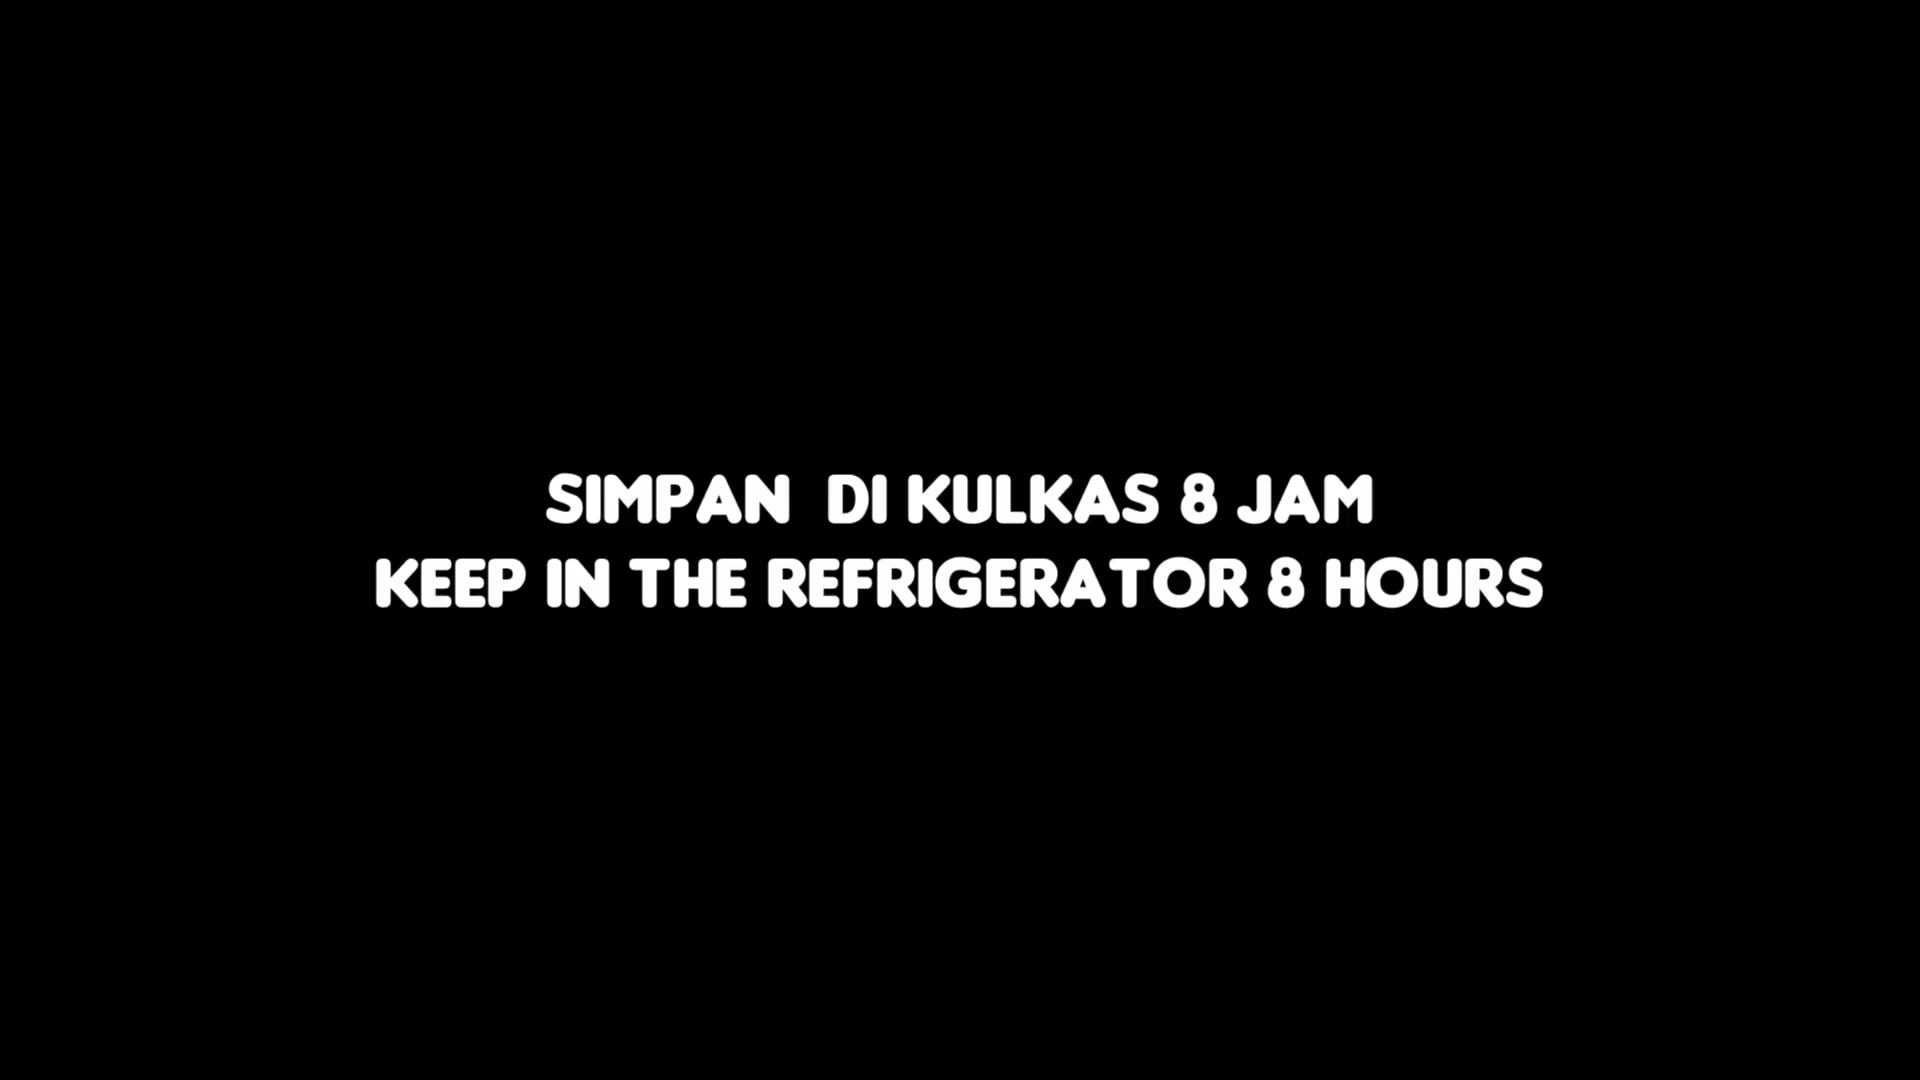 SIMPAN  DI KULKAS 8 JAM
KEEP IN THE REFRIGERATOR 8 HOURS